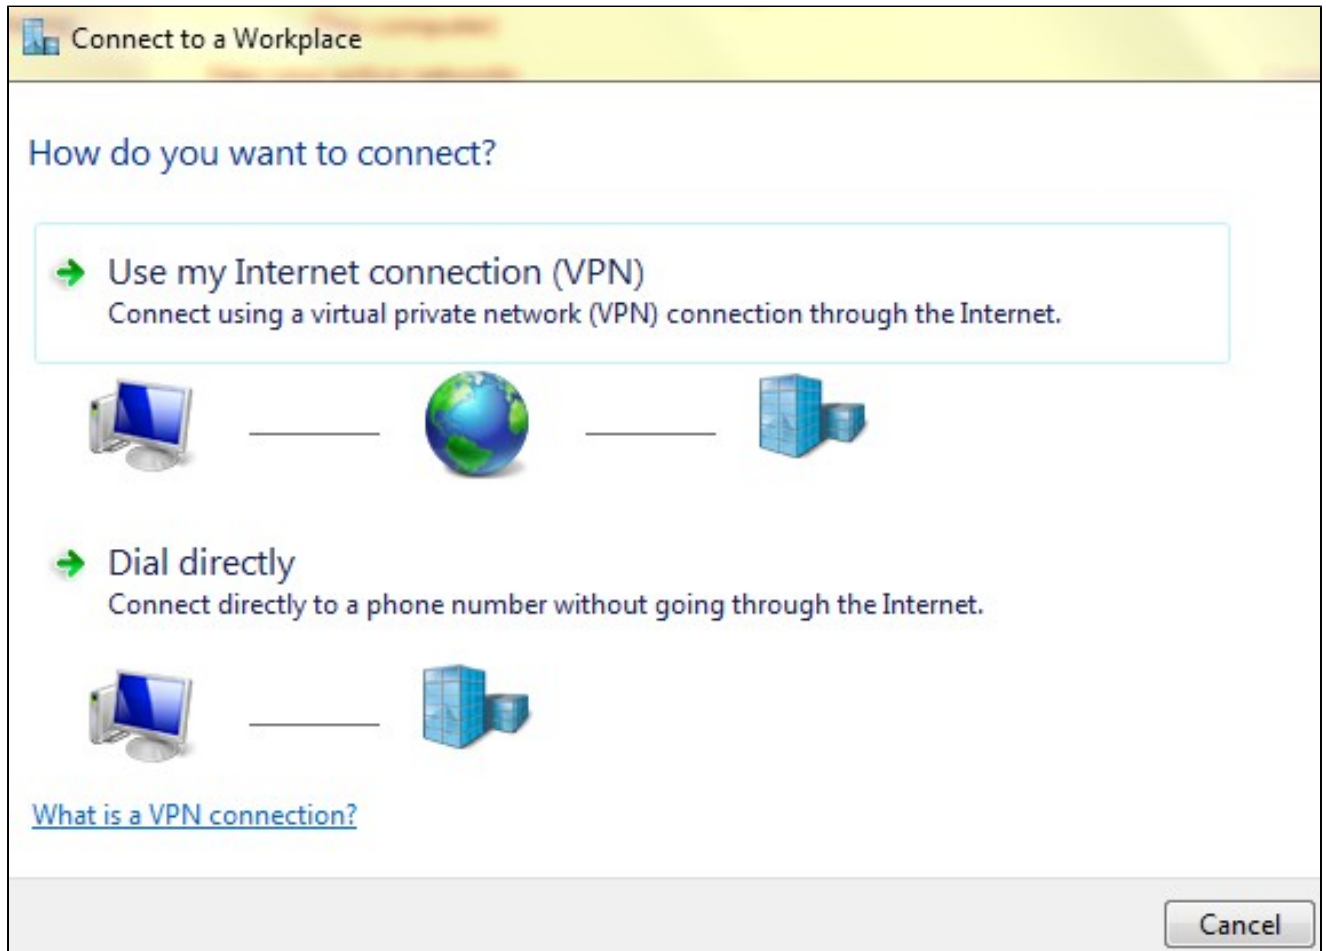 Connect to a Workplace
How do you want to connect?
Use my Internet connection (VPN)
Connect using a virtual private network (VPN) connection through the Internet.
Dial directly
Connect directly to a phone number without going through the Internet.
What is a VPN connection?
Cancel